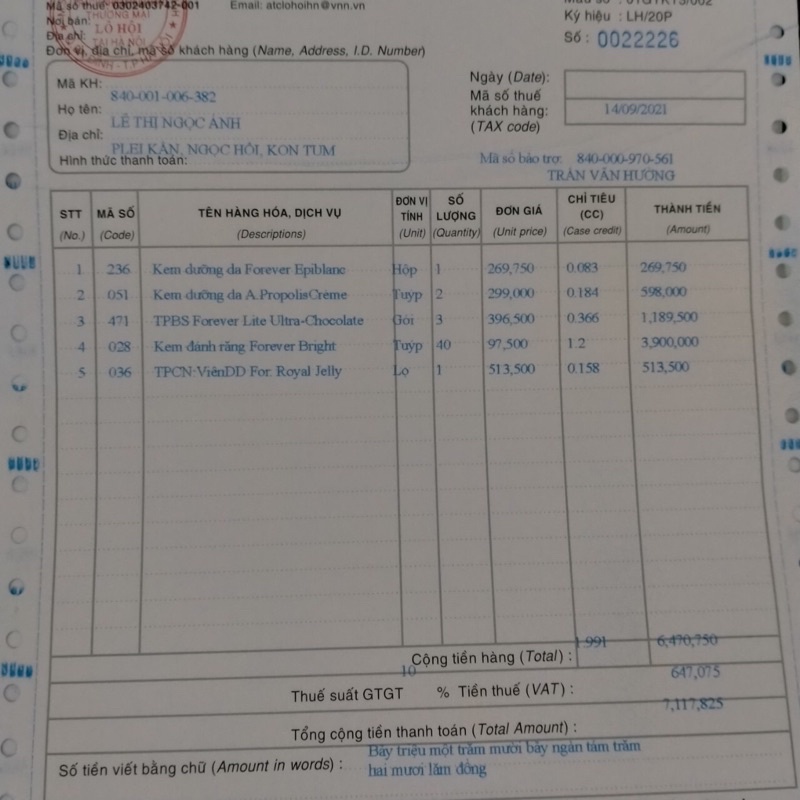 Mã số thuế: 0302403742-001 Email: atclohoihn@vnn.vn
Ký hiệu : LH/20P
Nơi bán:
THƯƠNG MẠI
LÔ HỘI
TẠI HÀ NỘI
Địa chỉ:
Số : 0022226
Đơn vị, địa chỉ, mã số khách hàng (Name, Address, I.D. Number)
Mã KH:
840-001-006-382
Họ tên:
LÊ THỊ NGỌC ÁNH
Địa chỉ:
PLEI KẦN, NGỌC HỒI, KON TUM
Hình thức thanh toán:
Ngày (Date):
Mã số thuế
khách hàng: 14/09/2021
(TAX code)
Mã số bảo trợ: 840-000-970-561
TRẦN VĂN HƯỜNG
STT MÃ SỐ TÊN HÀNG HÓA, DỊCH VỤ ĐƠN VỊ TÍNH SỐ LƯỢNG ĐƠN GIÁ CHỈ TIÊU (CC) THÀNH TIỀN
(No.) (Code) (Descriptions) (Unit) (Quantity) (Unit price) (Case credit) (Amount)
1 236 Kem dưỡng da Forever Epiblanc Hộp 1 269,750 0.083 269,750
2 051 Kem dưỡng da A.PropolisCrème Tuýp 2 299,000 0.184 598,000
3 471 TPBS Forever Lite Ultra-Chocolate Gói 3 396,500 0.366 1,189,500
4 028 Kem đánh răng Forever Bright Tuýp 40 97,500 1.2 3,900,000
5 036 TPCN-ViênDD For. Royal Jelly Lọ 1 513,500 0.158 513,500
Cộng tiền hàng (Total) : 1.991 6,470,750
Thuế suất GTGT 10 % Tiền thuế (VAT) : 647,075
Tổng cộng tiền thanh toán (Total Amount) : 7,117,825
Số tiền viết bằng chữ (Amount in words) : Bảy triệu một trăm mười bảy ngàn tám trăm
hai mươi lăm đồng